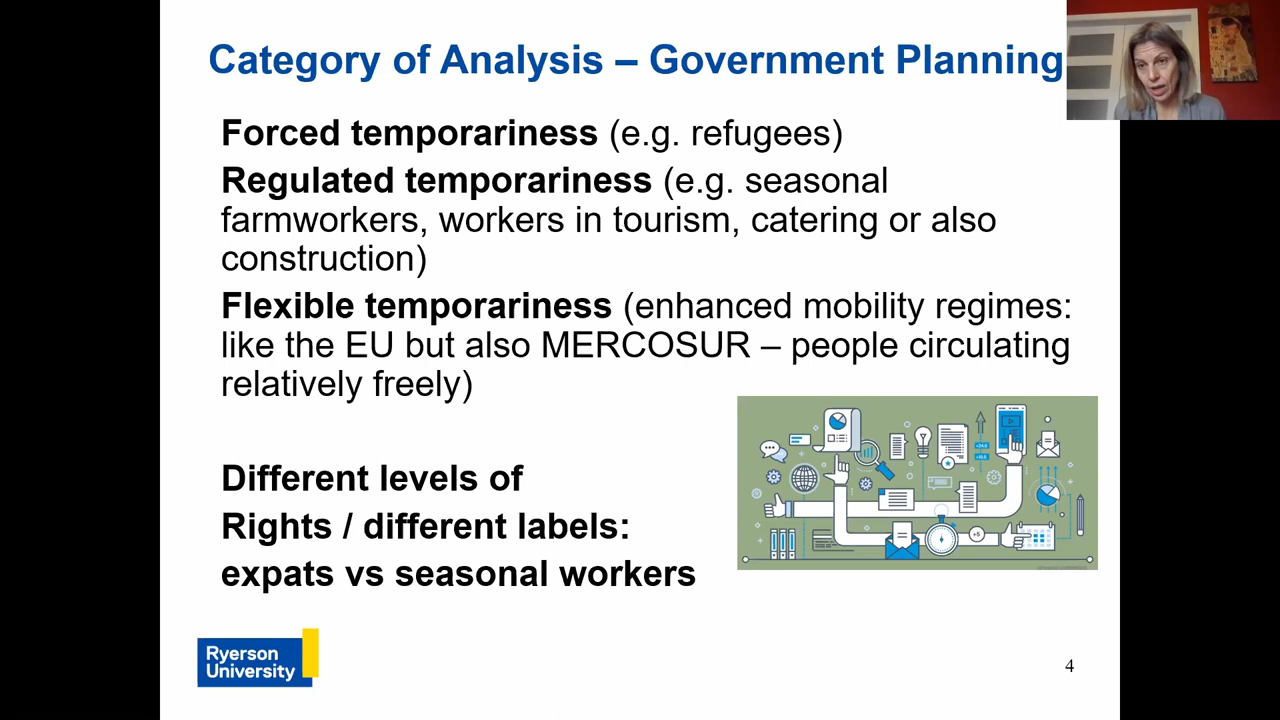 Category of Analysis – Government Planning
Forced temporariness (e.g. refugees)
Regulated temporariness (e.g. seasonal
farmworkers, workers in tourism, catering or also
construction)
Flexible temporariness (enhanced mobility regimes:
like the EU but also MERCOSUR – people circulating
relatively freely)
Different levels of
Rights / different labels:
expats vs seasonal workers
Ryerson
University
4